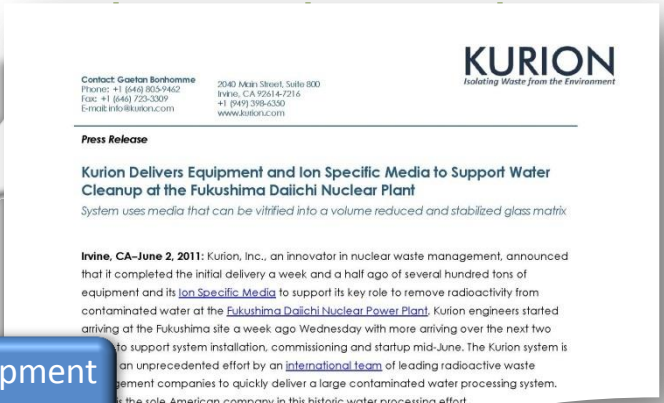 KURION
Isolating Waste from the Environment
Contact: Gaetan Bonhomme
Phone: +1 (646) 805-9462
Fax: +1 (646) 723-3309
E-mail: info@kurion.com
2040 Main Street, Suite 800
Irvine, CA 92614-7216
+1 (949) 398-6350
www.kurion.com
Press Release
Kurion Delivers Equipment and Ion Specific Media to Support Water
Cleanup at the Fukushima Daiichi Nuclear Plant
System uses media that can be vitrified into a volume reduced and stabilized glass matrix
Irvine, CA–June 2, 2011: Kurion, Inc., an innovator in nuclear waste management, announced
that it completed the initial delivery a week and a half ago of several hundred tons of
equipment and its Ion Specific Media to support its key role to remove radioactivity from
contaminated water at the Fukushima Daiichi Nuclear Power Plant. Kurion engineers started
arriving at the Fukushima site a week ago Wednesday with more arriving over the next two
to support system installation, commissioning and startup mid-June. The Kurion system is
an unprecedented effort by an international team of leading radioactive waste
pment
gement companies to quickly deliver a large contaminated water processing system.
is the sole American company in this historic water processing effort.